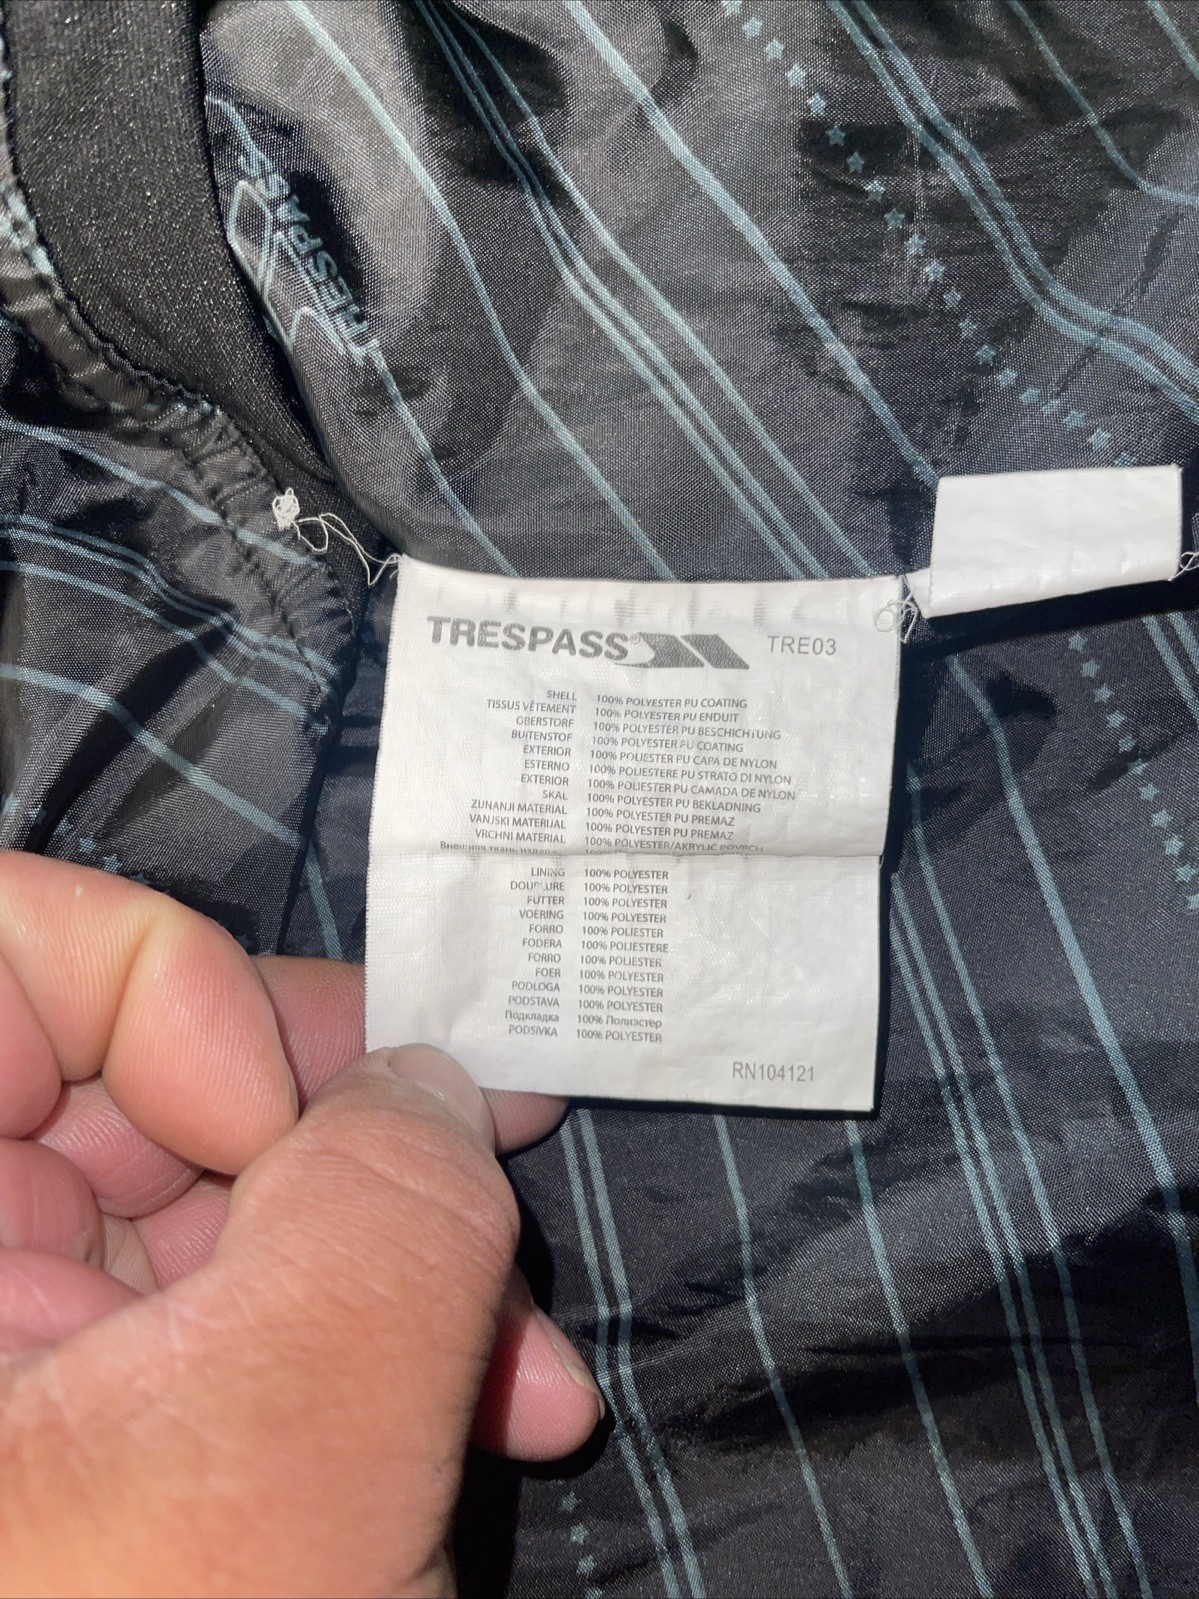 TRESPASS
TRESPASS® TRE03
SHELL 100% POLYESTER PU COATING
TISSUS VÊTEMENT 100% POLYESTER PU ENDUIT
OBERSTORF 100% POLYESTER PU BESCHICHTUNG
BUITENSTOF 100% POLYESTER PU COATING
EXTERIOR 100% POLIESTER PU CAPA DE NYLON
ESTERNO 100% POLIESTERE PU STRATO DI NYLON
EXTERIOR 100% POLIESTER PU CAMADA DE NYLON
SKAL 100% POLYESTER PU BEKLADNING
ZUNANJI MATERIAL 100% POLYESTER PU PREMAZ
VANJSKI MATERIJAL 100% POLYESTER PU PREMAZ
VRCHNI MATERIAL 100% POLYESTER/AKRYLIC POVRCH
Внешняя ткань
LINING 100% POLYESTER
DOUBLURE 100% POLYESTER
FUTTER 100% POLYESTER
VOERING 100% POLYESTER
FORRO 100% POLIESTER
FODERA 100% POLIESTERE
FORRO 100% POLIESTER
FOER 100% POLYESTER
PODLOGA 100% POLYESTER
PODSTAVA 100% POLYESTER
Подкладка 100% Полиэстер
PODSIVKA 100% POLYESTER
RN104121